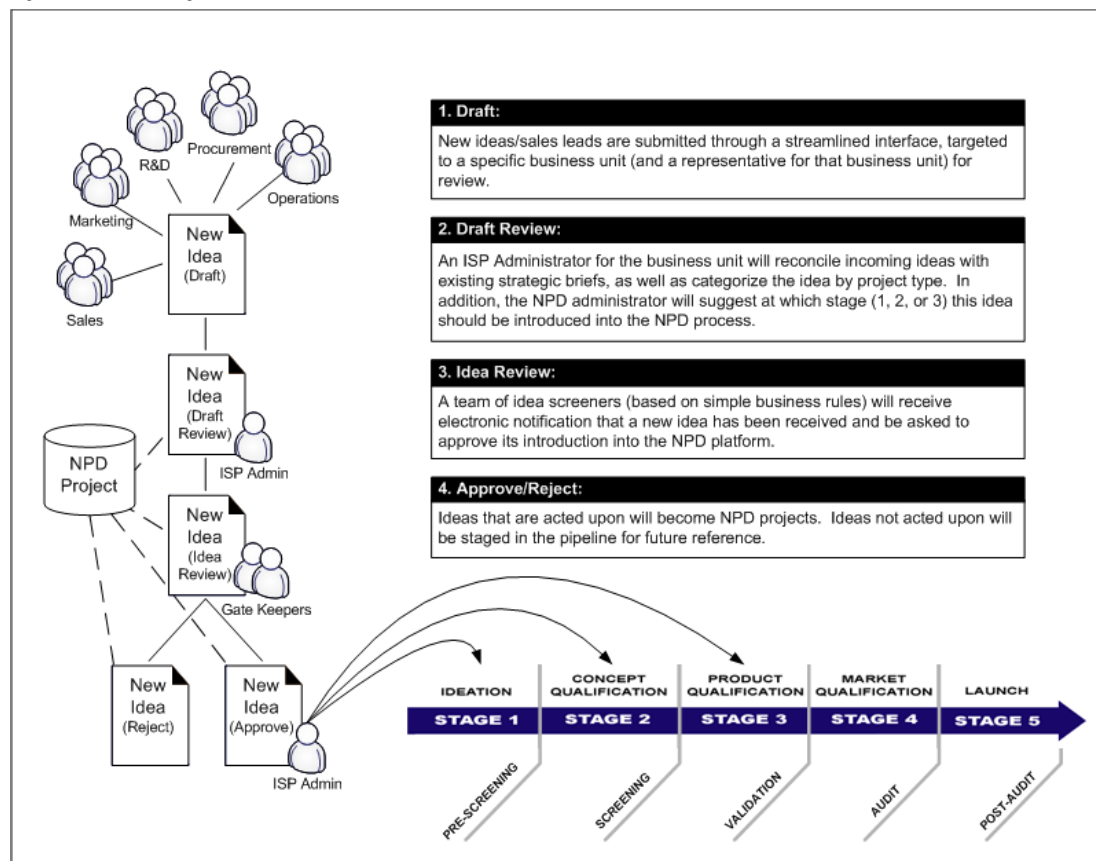 R&D
Procurement
Operations
Marketing
Sales
New
Idea
(Draft)
New
Idea
(Draft
Review)
ISP Admin
NPD
Project
New
Idea
(Idea
Review)
Gate Keepers
New
Idea
(Reject)
New
Idea
(Approve)
ISP Admin
1. Draft:
New ideas/sales leads are submitted through a streamlined interface, targeted
to a specific business unit (and a representative for that business unit) for
review.
2. Draft Review:
An ISP Administrator for the business unit will reconcile incoming ideas with
existing strategic briefs, as well as categorize the idea by project type.  In
addition, the NPD administrator will suggest at which stage (1, 2, or 3) this idea
should be introduced into the NPD process.
3. Idea Review:
A team of idea screeners (based on simple business rules) will receive
electronic notification that a new idea has been received and be asked to
approve its introduction into the NPD platform.
4. Approve/Reject:
Ideas that are acted upon will become NPD projects.  Ideas not acted upon will
be staged in the pipeline for future reference.
IDEATION
CONCEPT
QUALIFICATION
PRODUCT
QUALIFICATION
MARKET
QUALIFICATION
LAUNCH
STAGE 1
STAGE 2
STAGE 3
STAGE 4
STAGE 5
PRE-SCREENING
SCREENING
VALIDATION
AUDIT
POST-AUDIT